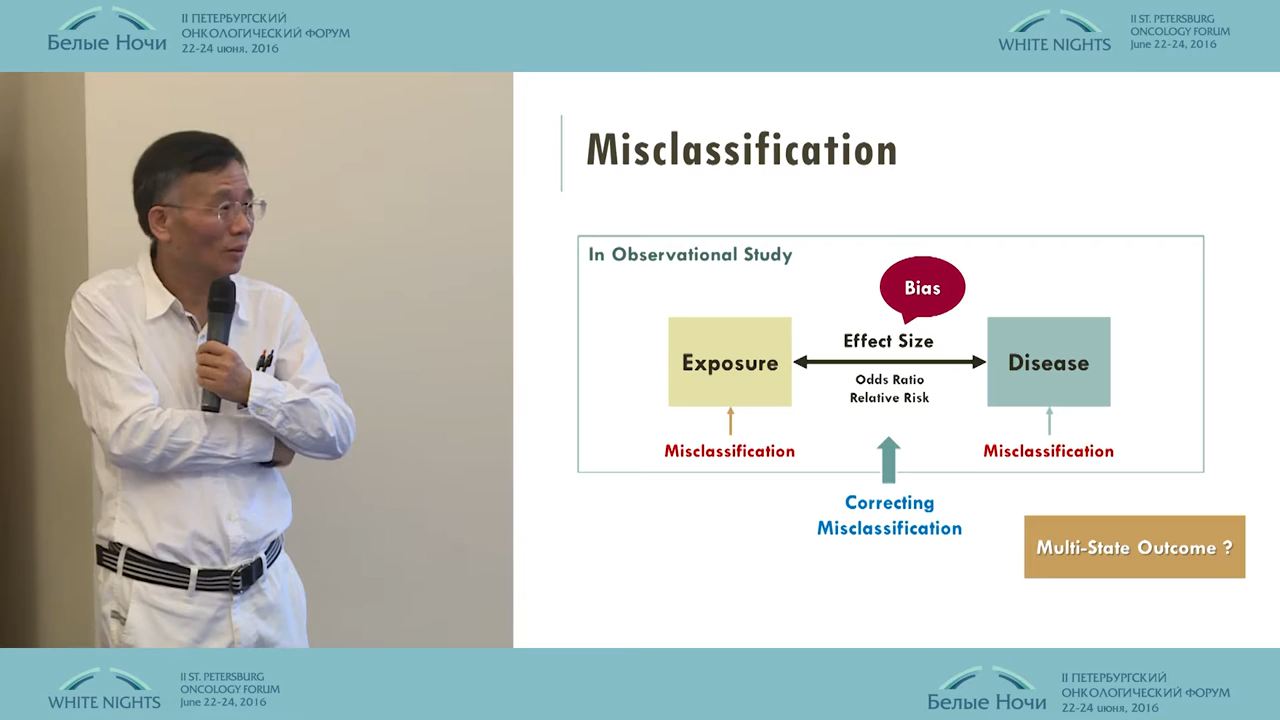 Белые Ночи
II ПЕТЕРБУРГСКИЙ
ОНКОЛОГИЧЕСКИЙ ФОРУМ
22-24 июня, 2016
WHITE NIGHTS
II ST. PETERSBURG
ONCOLOGY FORUM
June 22-24, 2016
Misclassification
In Observational Study
Bias
Exposure
Effect Size
Odds Ratio
Relative Risk
Disease
Misclassification
Misclassification
Correcting
Misclassification
Multi-State Outcome ?
WHITE NIGHTS
II ST. PETERSBURG
ONCOLOGY FORUM
June 22-24, 2016
Белые Ночи
II ПЕТЕРБУРГСКИЙ
ОНКОЛОГИЧЕСКИЙ ФОРУМ
22-24 июня, 2016